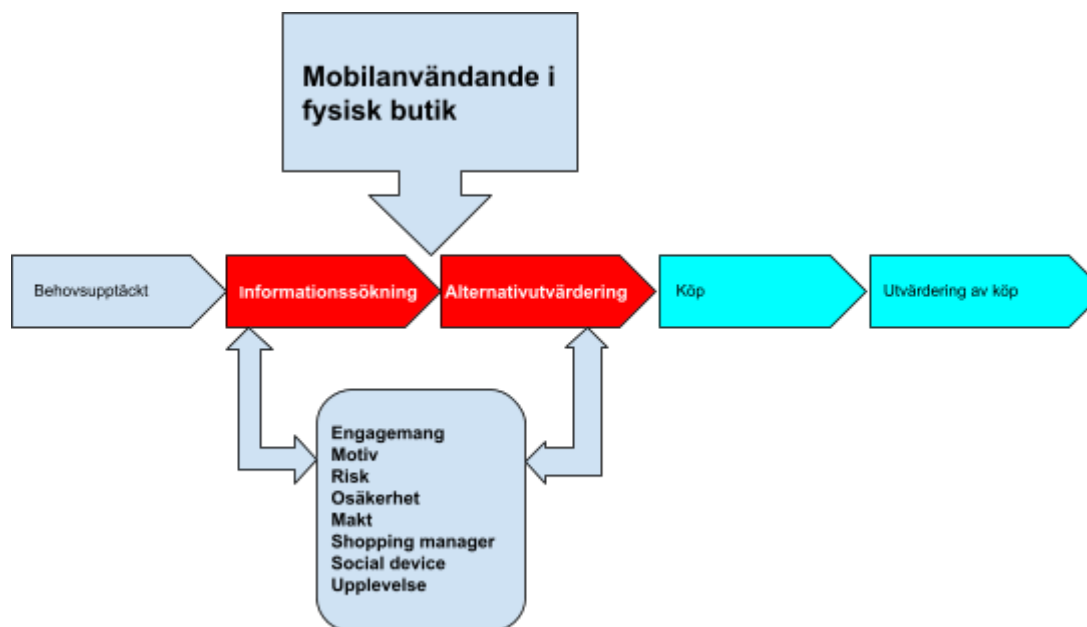 Mobilanvändande i
fysisk butik
Behovsupptäckt
Informationssökning
Alternativutvärdering
Köp
Utvärdering av köp
Engagemang
Motiv
Risk
Osäkerhet
Makt
Shopping manager
Social device
Upplevelse